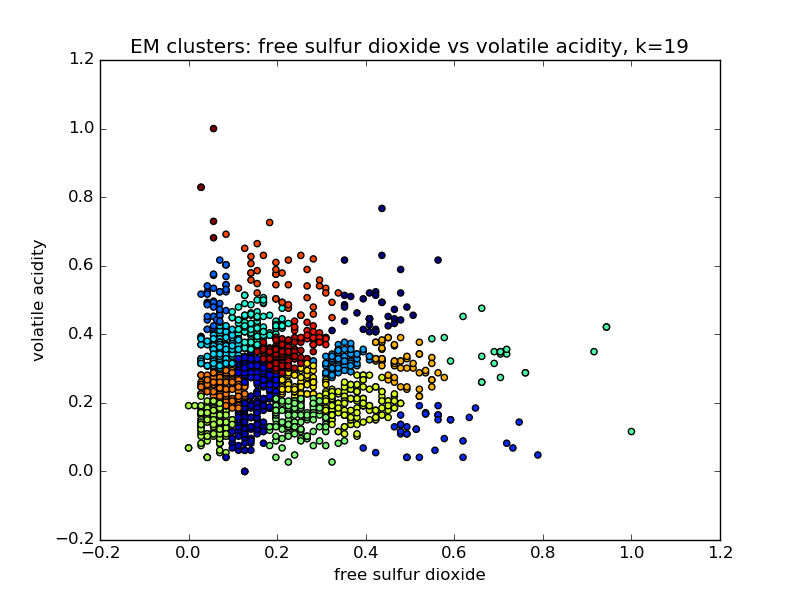 EM clusters: free sulfur dioxide vs volatile acidity, k=19
1.2
1.0
0.8
0.6
0.4
0.2
0.0
−0.2
volatile acidity
−0.2 0.0 0.2 0.4 0.6 0.8 1.0 1.2
free sulfur dioxide